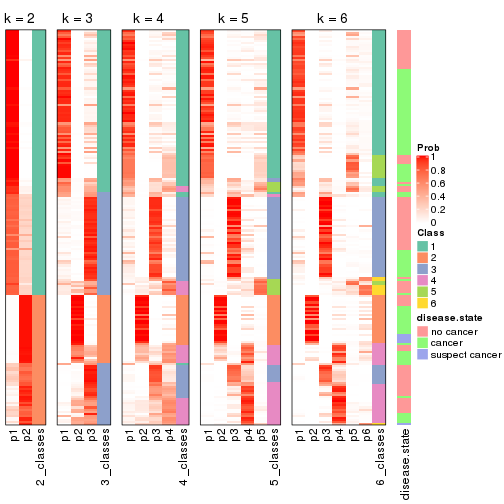 k = 2 k = 3 k = 4 k = 5 k = 6
Prob
1
0.8
0.6
0.4
0.2
0
Class
1
2
3
4
5
6
disease.state
no cancer
cancer
suspect cancer
p1 p2 2_classes p1 p2 p3 3_classes p1 p2 p3 p4 4_classes p1 p2 p3 p4 p5 5_classes p1 p2 p3 p4 p5 p6 6_classes disease.state